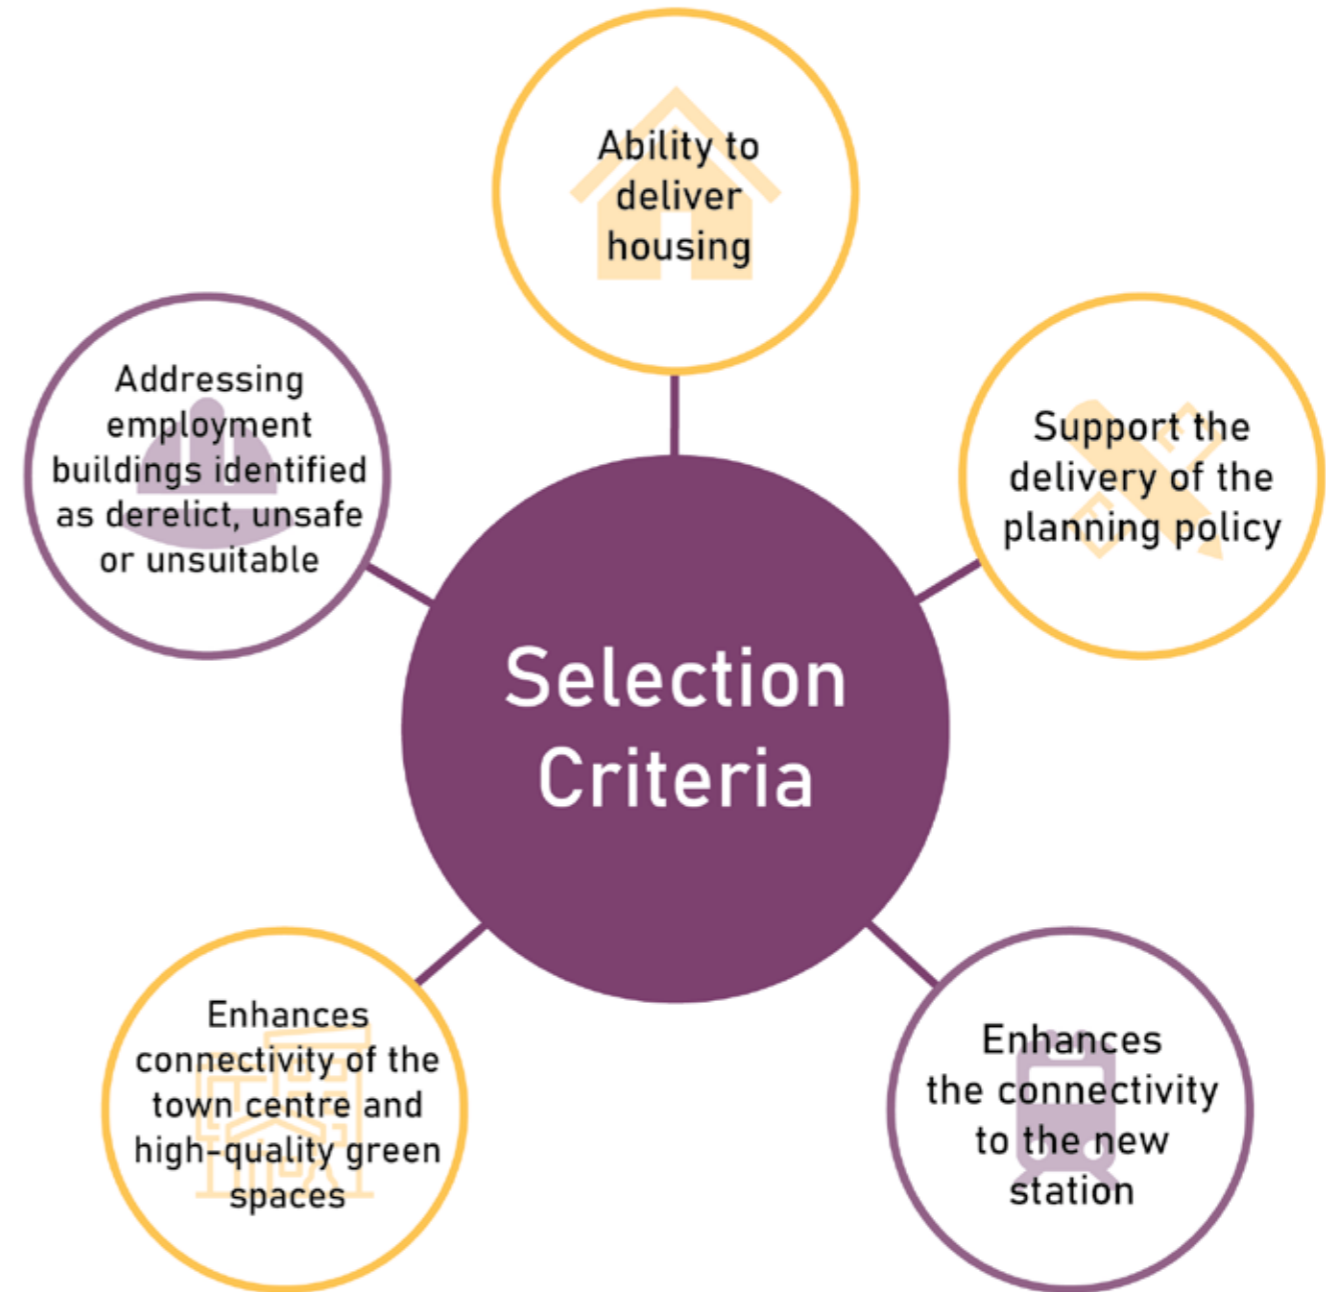 Ability to
deliver
housing
Addressing
employment
buildings identified
as derelict, unsafe
or unsuitable
Support the
delivery of the
planning policy
Selection
Criteria
Enhances
connectivity of the
town centre and
high-quality green
spaces
Enhances
the connectivity
to the new
station